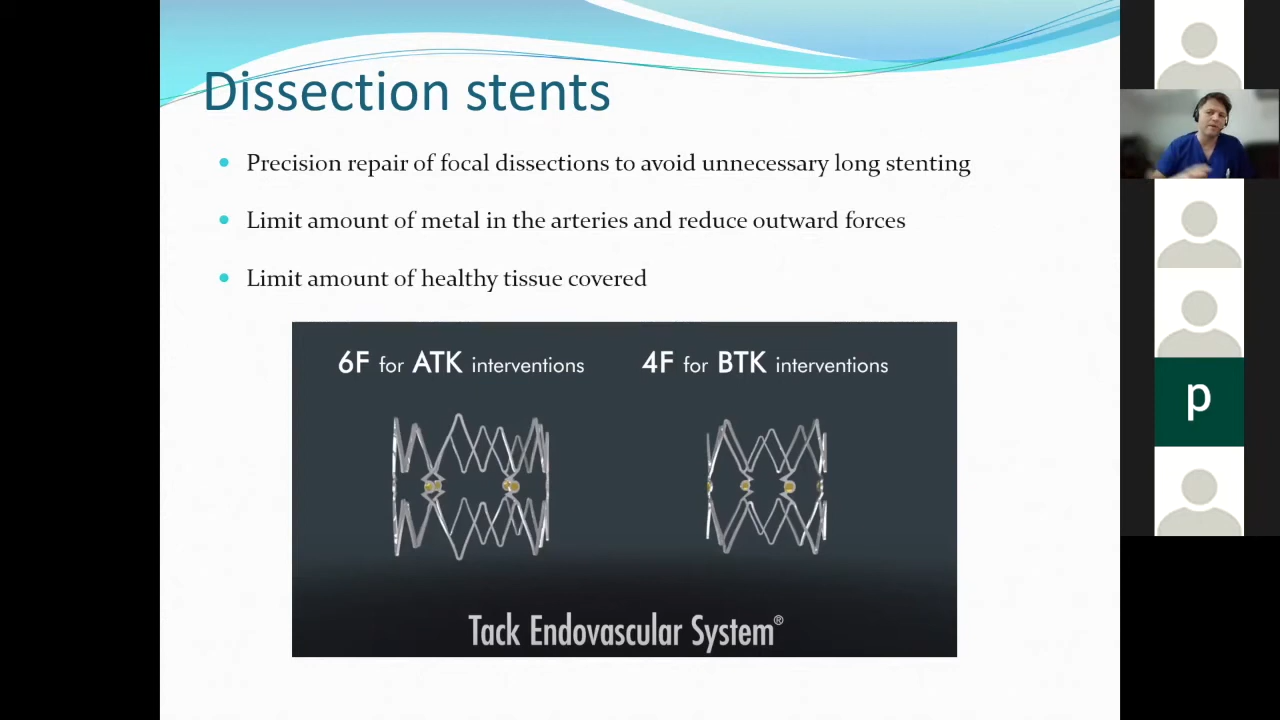 Dissection stents
Precision repair of focal dissections to avoid unnecessary long stenting
Limit amount of metal in the arteries and reduce outward forces
Limit amount of healthy tissue covered
6F for ATK interventions
4F for BTK interventions
Tack Endovascular System®
p